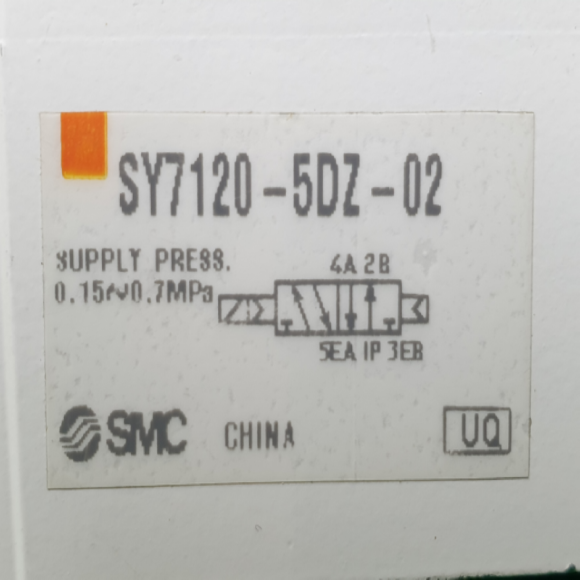 SY7120-5DZ-02
SUPPLY PRESS.
0.15~0.7MPa
4A 2B
5EA 1P 3EB
SMC CHINA UQ